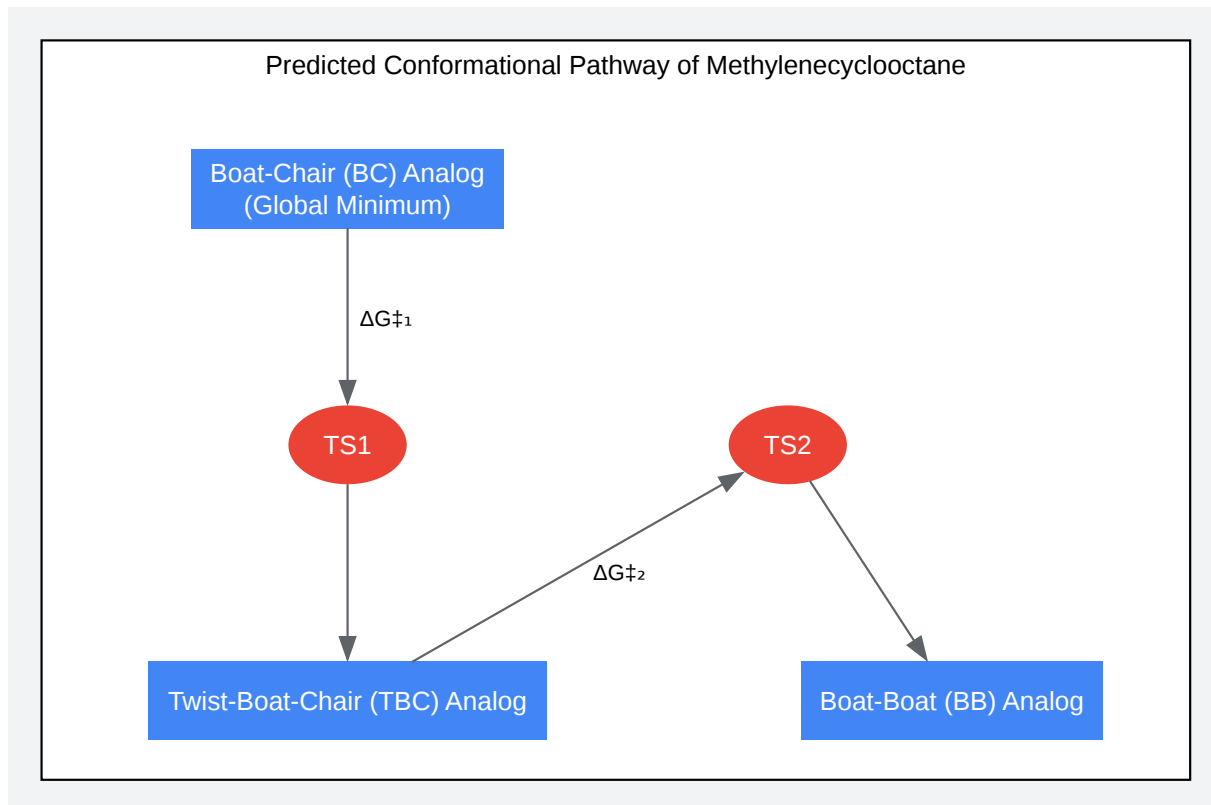 Predicted Conformational Pathway of Methylenecyclooctane
Boat-Chair (BC) Analog
(Global Minimum)
ΔG‡₁
TS1
TS2
ΔG‡₂
Twist-Boat-Chair (TBC) Analog
Boat-Boat (BB) Analog